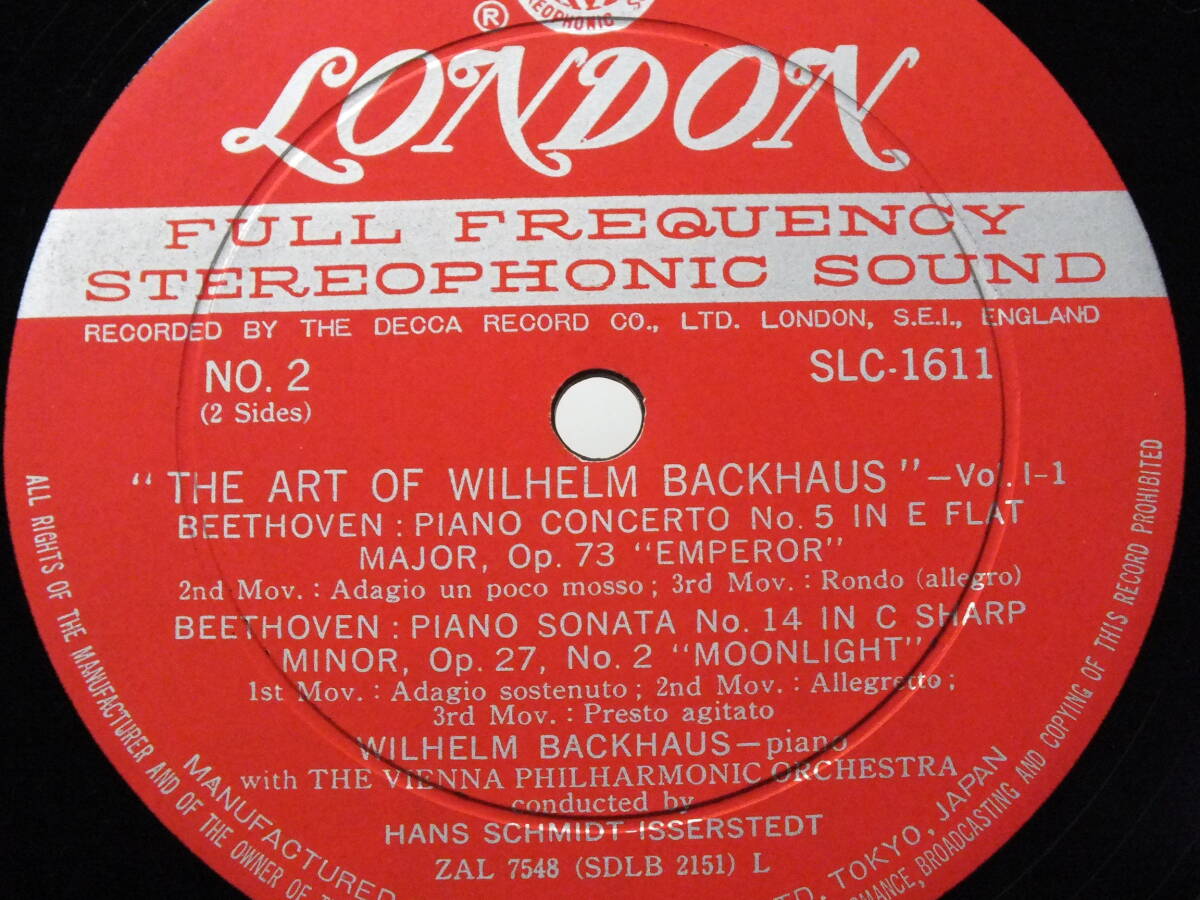 ®
STEREOPHONIC
LONDON
FULL FREQUENCY
STEREOPHONIC SOUND
RECORDED BY THE DECCA RECORD CO., LTD. LONDON, S.E.I., ENGLAND
NO. 2
(2 Sides)
SLC-1611
"THE ART OF WILHELM BACKHAUS"—Vol. I-1
BEETHOVEN : PIANO CONCERTO No. 5 IN E FLAT
MAJOR, Op. 73 "EMPEROR"
2nd Mov. : Adagio un poco mosso ; 3rd Mov. : Rondo (allegro)
BEETHOVEN : PIANO SONATA No. 14 IN C SHARP
MINOR, Op. 27, No. 2 "MOONLIGHT"
1st Mov. : Adagio sostenuto ; 2nd Mov. : Allegretto ;
3rd Mov. : Presto agitato
WILHELM BACKHAUS—piano
with THE VIENNA PHILHARMONIC ORCHESTRA
conducted by
HANS SCHMIDT-ISSERSTEDT
ZAL 7548 (SDLB 2151) L
ALL RIGHTS OF THE MANUFACTURER AND OF THE OWNER OF
BROADCASTING AND COPYING OF THIS RECORD PROHIBITED
MANUFACTURED
TOKYO, JAPAN